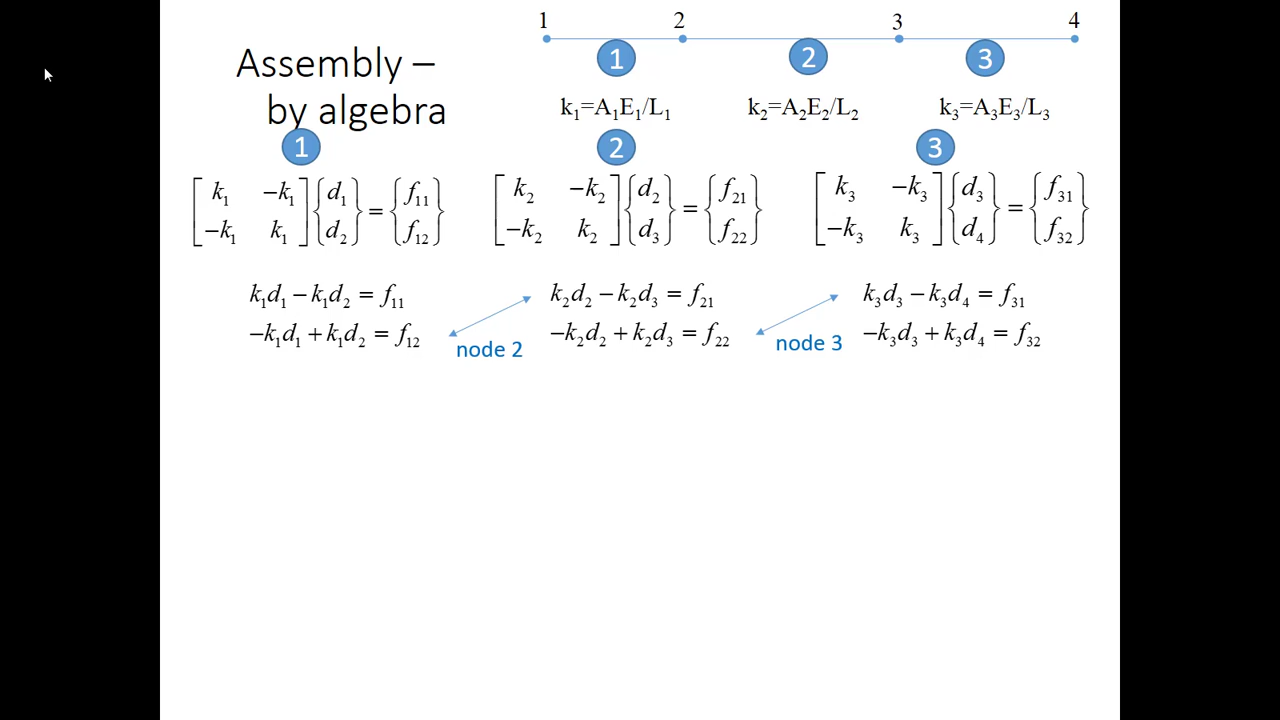 1 2 3 4
1 2 3
Assembly –
by algebra
k₁=A₁E₁/L₁ k₂=A₂E₂/L₂ k₃=A₃E₃/L₃
1 2 3
[k₁ −k₁] {d₁} = {f₁₁} [k₂ −k₂] {d₂} = {f₂₁} [k₃ −k₃] {d₃} = {f₃₁}
[−k₁ k₁] {d₂} {f₁₂} [−k₂ k₂] {d₃} {f₂₂} [−k₃ k₃] {d₄} {f₃₂}
k₁d₁ − k₁d₂ = f₁₁ k₂d₂ − k₂d₃ = f₂₁ k₃d₃ − k₃d₄ = f₃₁
−k₁d₁ + k₁d₂ = f₁₂ −k₂d₂ + k₂d₃ = f₂₂ −k₃d₃ + k₃d₄ = f₃₂
node 2 node 3